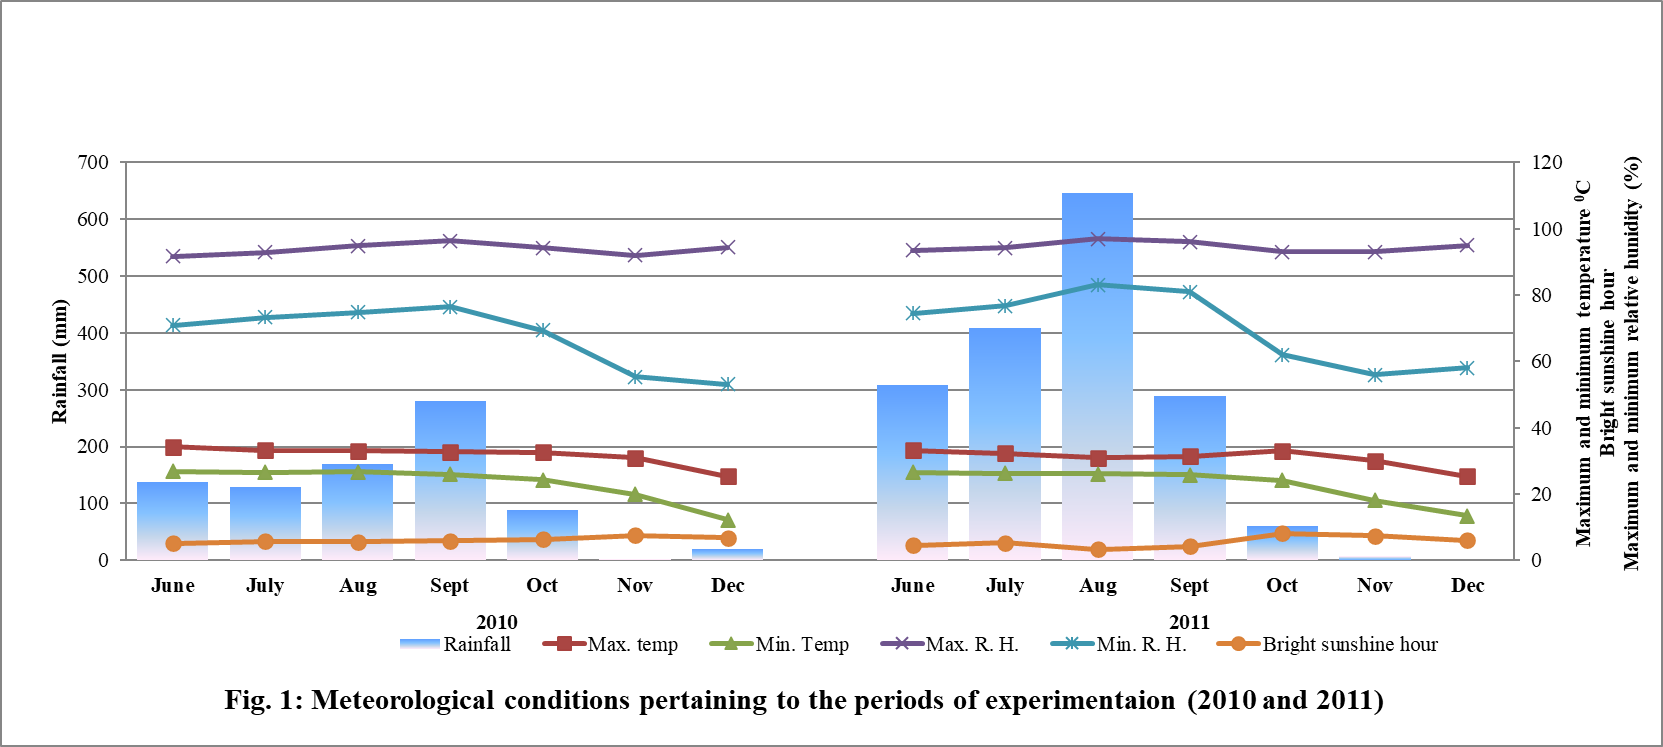 700
600
500
400
300
200
100
0
Rainfall (mm)
120
100
80
60
40
20
0
Maximum and minimum temperature ⁰C
Bright sunshine hour
Maximum and minimum relative hunidity (%)
June July Aug Sept Oct Nov Dec June July Aug Sept Oct Nov Dec
2010 2011
Rainfall Max. temp Min. Temp Max. R. H. Min. R. H. Bright sunshine hour
Fig. 1: Meteorological conditions pertaining to the periods of experimentaion (2010 and 2011)